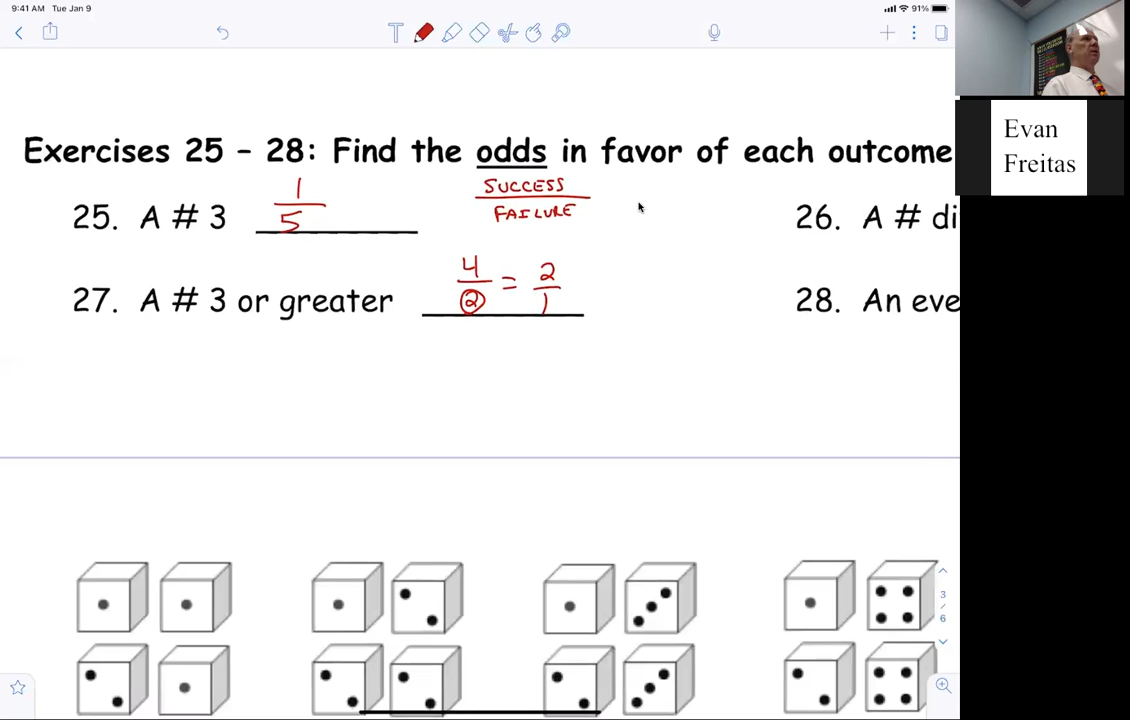 9:41 AM Tue Jan 9
91%
Evan
Freitas
Exercises 25 - 28: Find the odds in favor of each outcome
25. A # 3 1/5
SUCCESS
FAILURE
26. A # di
27. A # 3 or greater 4/2 = 2/1
28. An eve
3
/
6